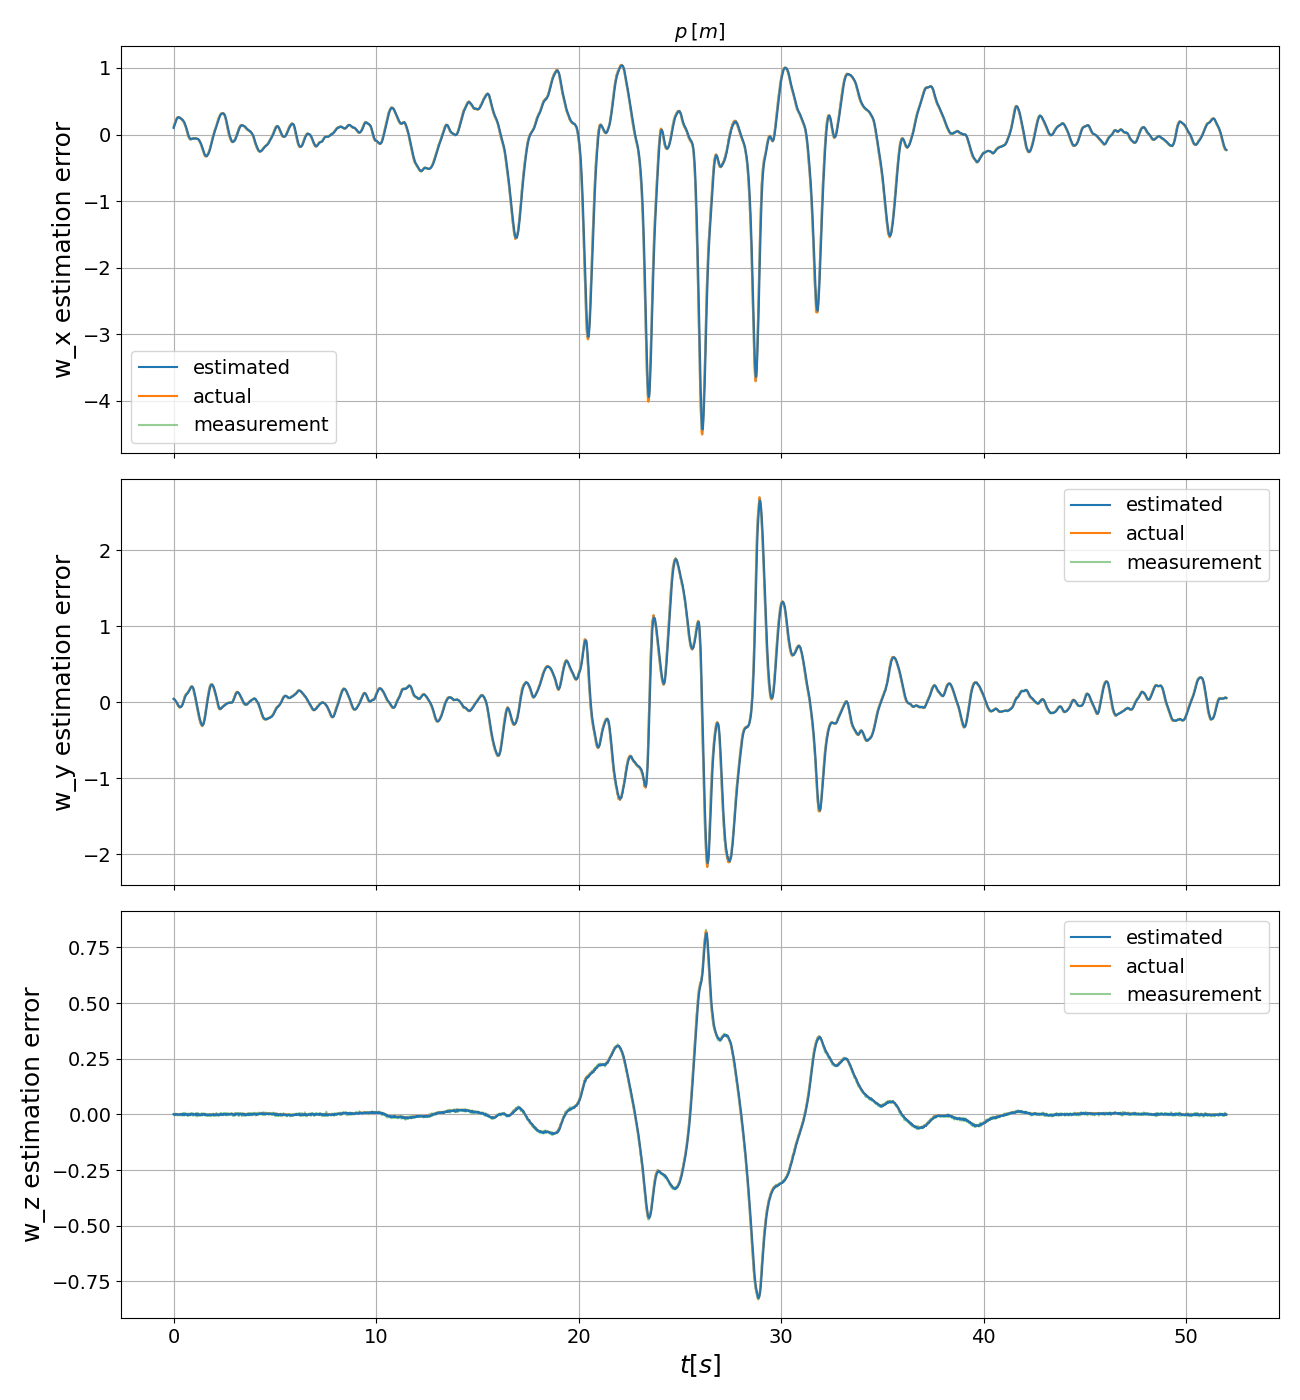 p [m]
w_x estimation error
1
0
−1
−2
−3
−4
estimated
actual
measurement
w_y estimation error
2
1
0
−1
−2
estimated
actual
measurement
w_z estimation error
0.75
0.50
0.25
0.00
−0.25
−0.50
−0.75
estimated
actual
measurement
0 10 20 30 40 50
t[s]